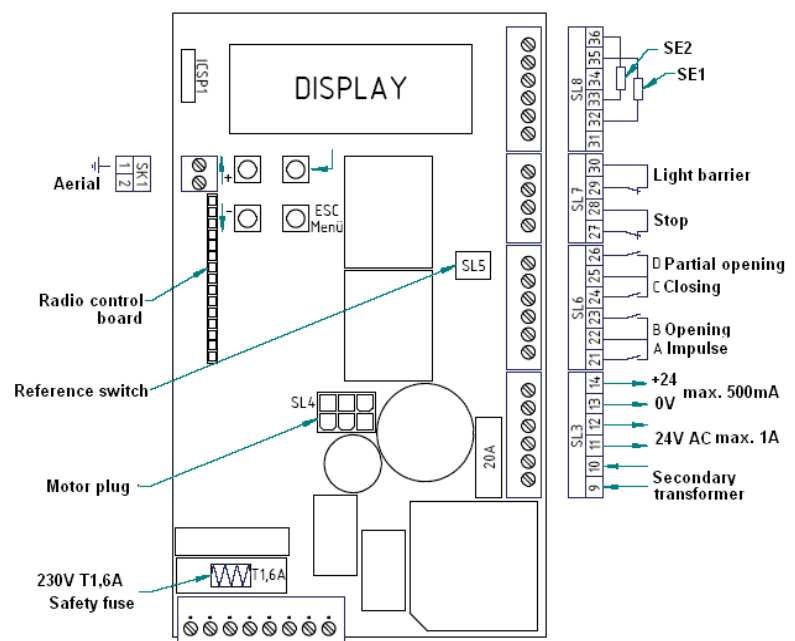 ICSP1
DISPLAY
SK1
1
2
Aerial
+
-
ESC
Menü
Radio control
board
Reference switch
SL5
SL4
Motor plug
20A
230V T1,6A
Safety fuse
T1,6A
SL8
36
35
34
33
32
31
SE2
SE1
SL7
30
29
28
27
Light barrier
Stop
SL6
26
25
24
23
22
21
D Partial opening
C Closing
B Opening
A Impulse
SL3
14
13
12
11
10
9
+24
max. 500mA
0V
24V AC max. 1A
Secondary
transformer